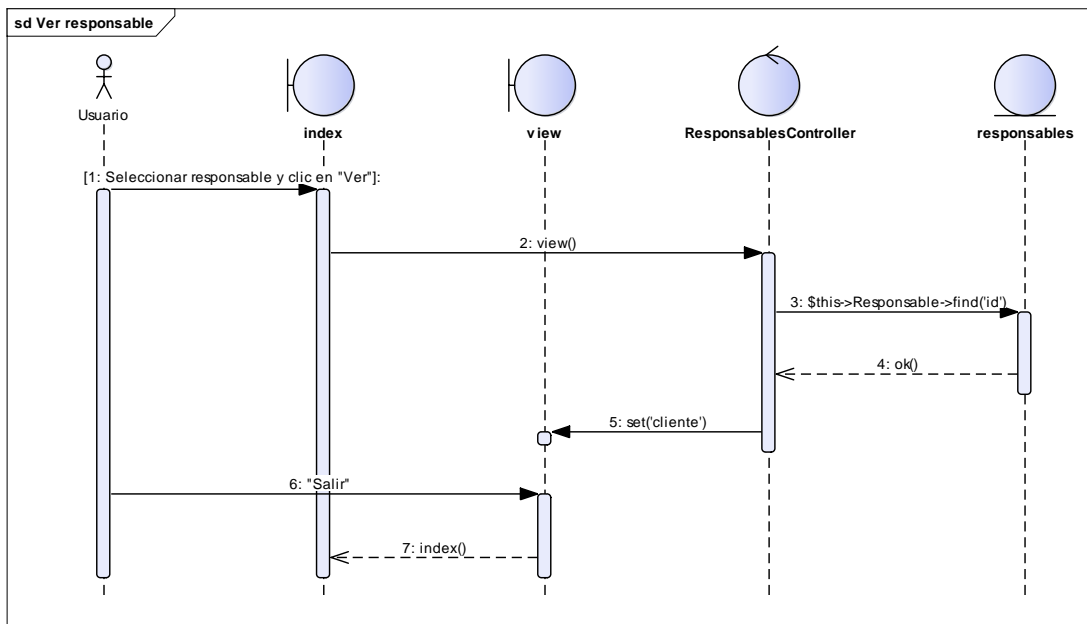 sd Ver responsable
Usuario
index
view
ResponsablesController
responsables
[1: Seleccionar responsable y clic en "Ver"]:
2: view()
3: $this->Responsable->find('id')
4: ok()
5: set('cliente')
6: "Salir"
7: index()